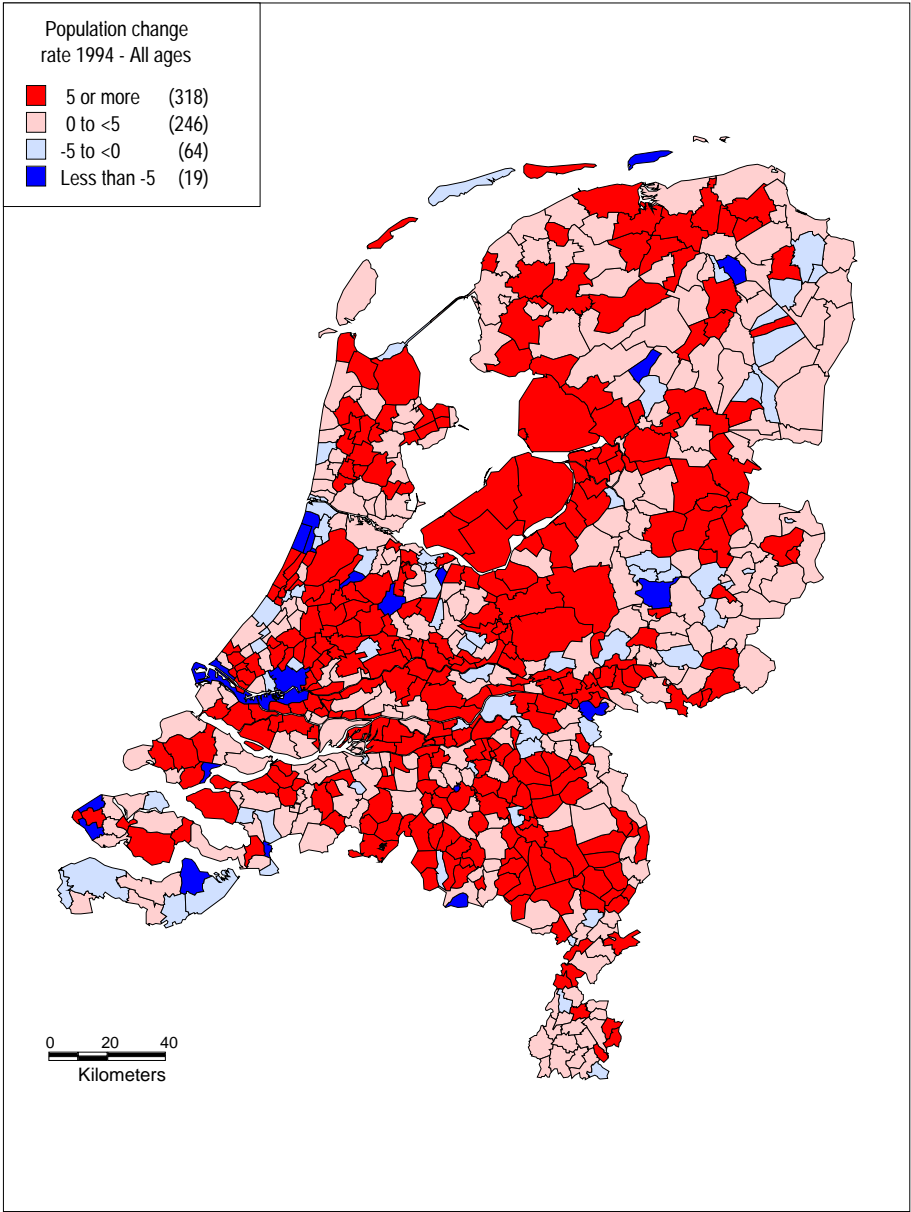 Population change
rate 1994 - All ages
5 or more (318)
0 to <5 (246)
-5 to <0 (64)
Less than -5 (19)
0 20 40
Kilometers